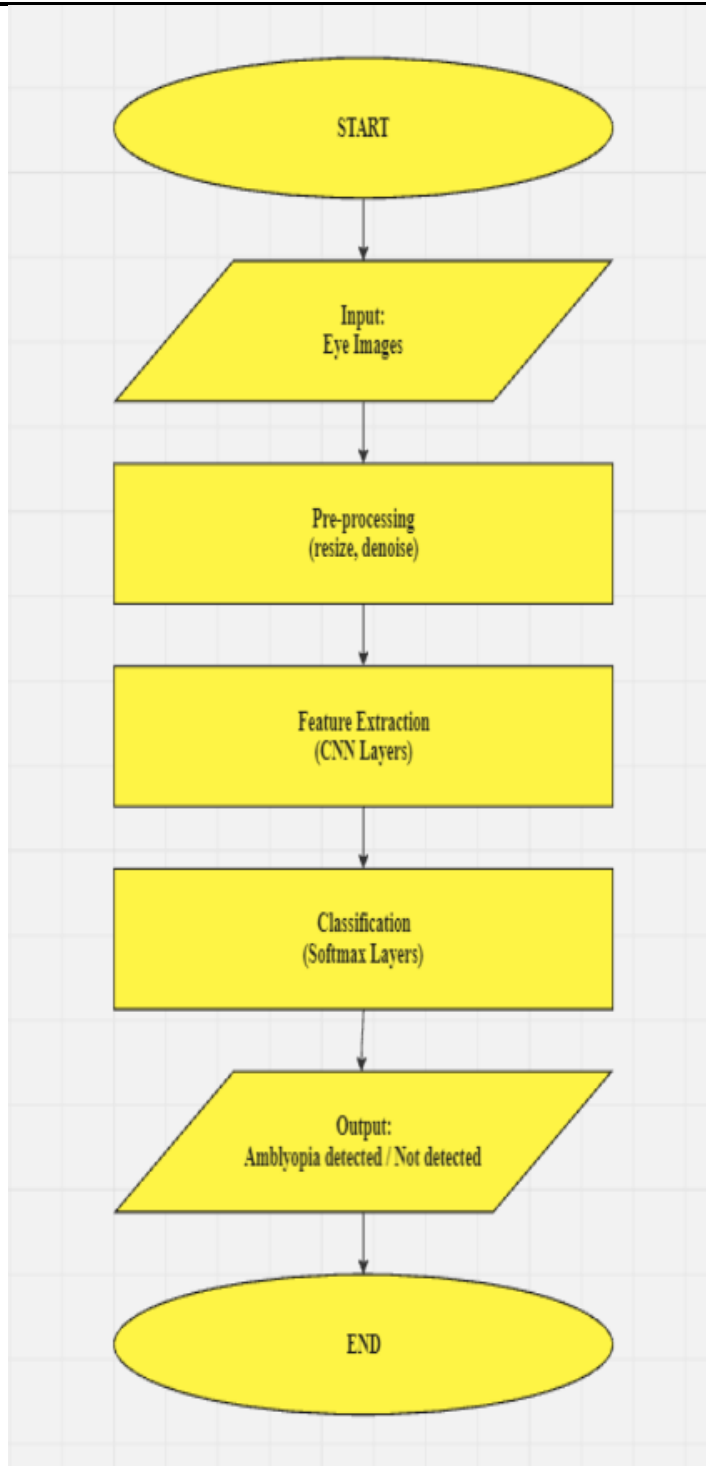 START
Input:
Eye Images
Pre-processing
(resize, denoise)
Feature Extraction
(CNN Layers)
Classification
(Softmax Layers)
Output:
Amblyopia detected / Not detected
END